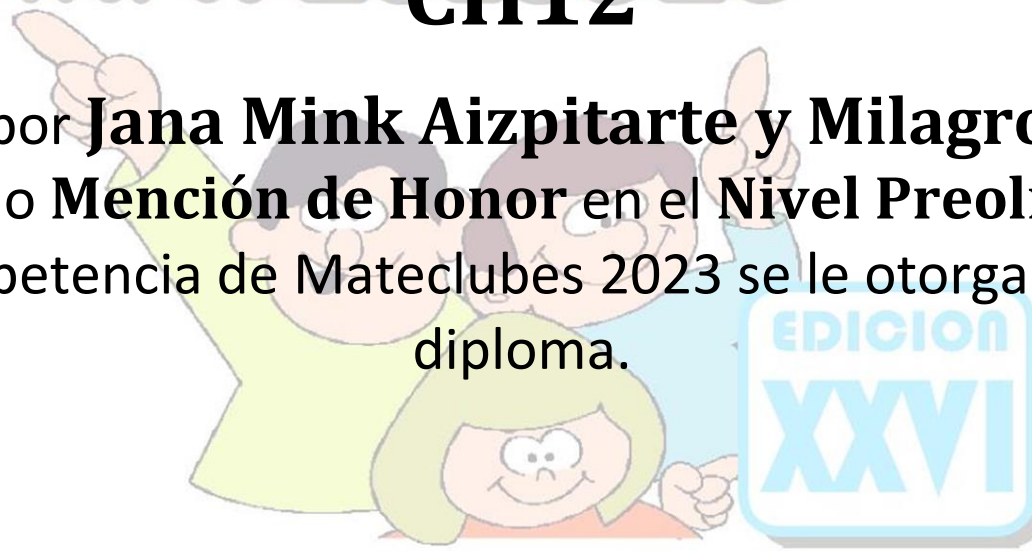 por Jana Mink Aizpitarte y Milagro
o Mención de Honor en el Nivel Preoli
petencia de Mateclubes 2023 se le otorga
diploma.
EDICION
XXVI